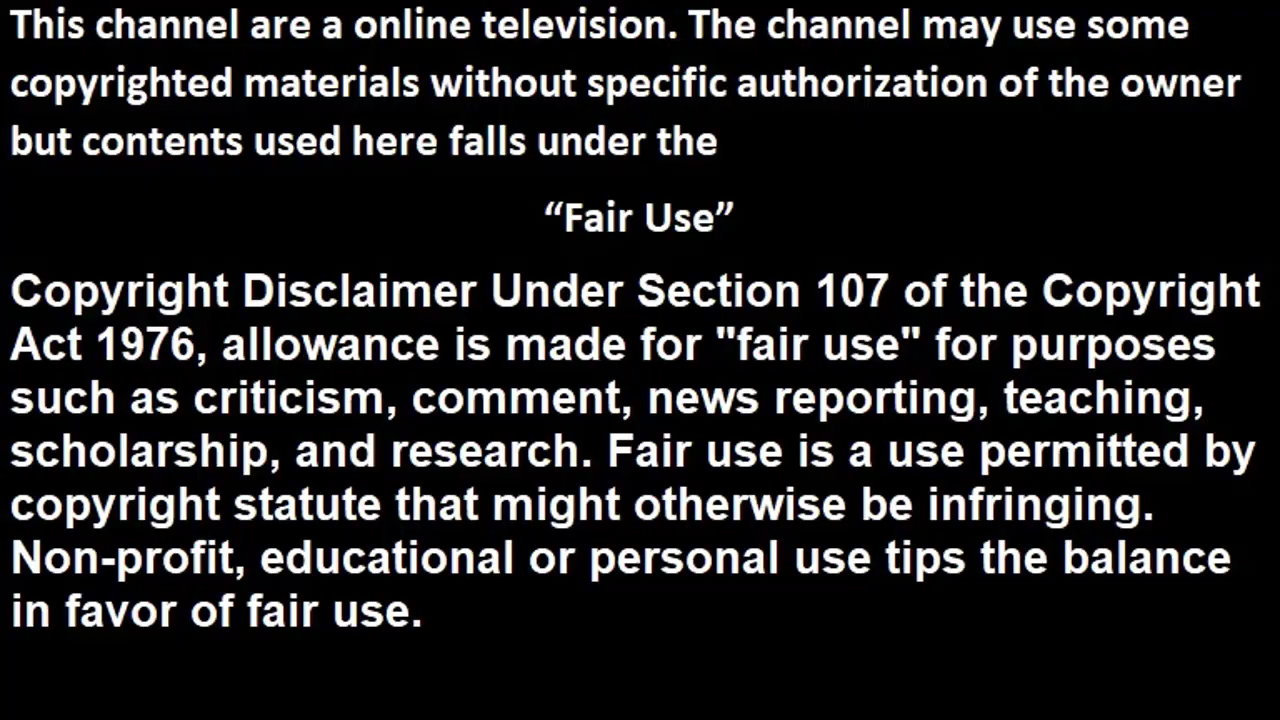 This channel are a online television. The channel may use some
copyrighted materials without specific authorization of the owner
but contents used here falls under the
“Fair Use”
Copyright Disclaimer Under Section 107 of the Copyright
Act 1976, allowance is made for "fair use" for purposes
such as criticism, comment, news reporting, teaching,
scholarship, and research. Fair use is a use permitted by
copyright statute that might otherwise be infringing.
Non-profit, educational or personal use tips the balance
in favor of fair use.